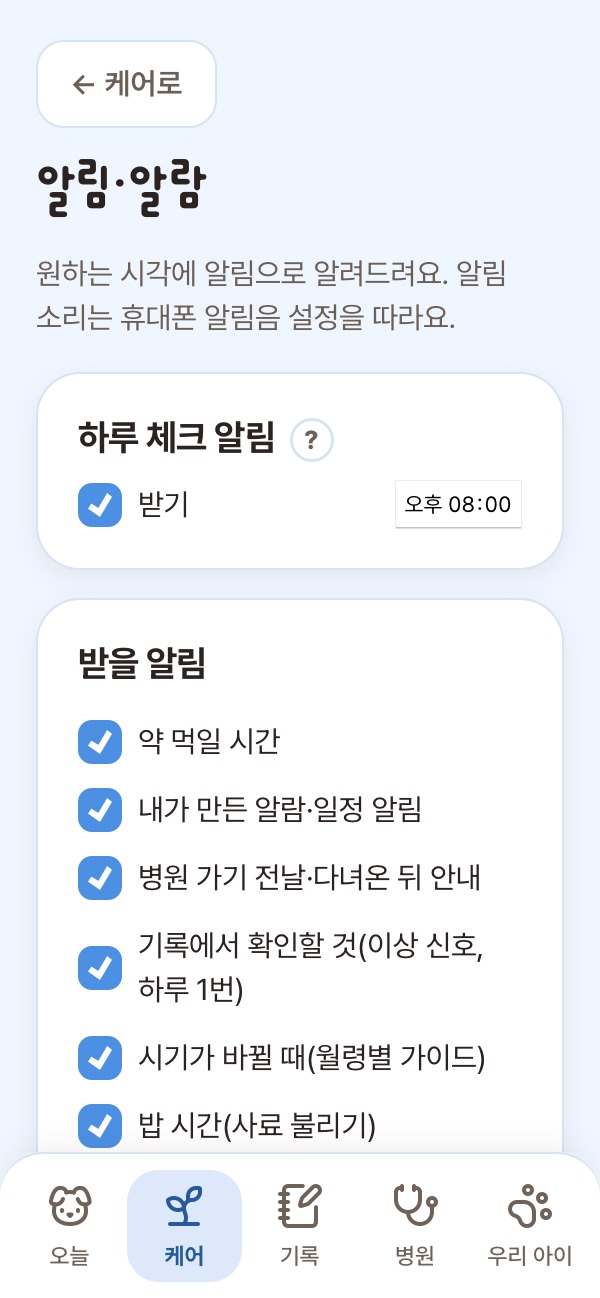 ← 케어로
알림·알람
원하는 시각에 알림으로 알려드려요. 알림
소리는 휴대폰 알림음 설정을 따라요.
하루 체크 알림 ?
받기 오후 08:00
받을 알림
약 먹일 시간
내가 만든 알람·일정 알림
병원 가기 전날·다녀온 뒤 안내
기록에서 확인할 것(이상 신호,
하루 1번)
시기가 바뀔 때(월령별 가이드)
밥 시간(사료 불리기)
오늘 케어 기록 병원 우리 아이